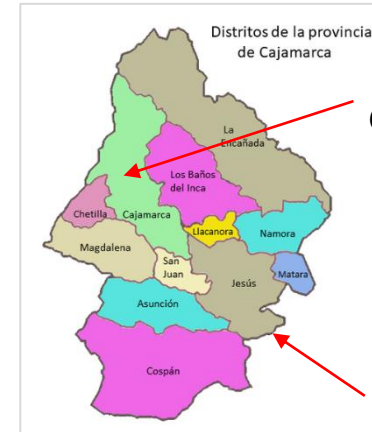 Distritos de la provincia
de Cajamarca
La
Encañada
Los Baños
del Inca
Chetilla
Cajamarca
Llacanora
Namora
Magdalena
San
Juan
Jesús
Matara
Asunción
Cospán